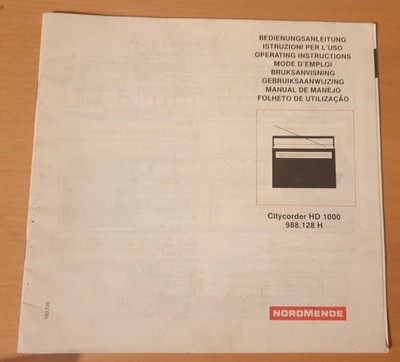 BEDIENUNGSANLEITUNG
ISTRUZIONI PER L'USO
OPERATING INSTRUCTIONS
MODE D'EMPLOI
BRUKSANVISNING
GEBRUIKSAANWIJZING
MANUAL DE MANEJO
FOLHETO DE UTILIZAÇÃO
Citycorder HD 1000
988.128 H
NORDMENDE